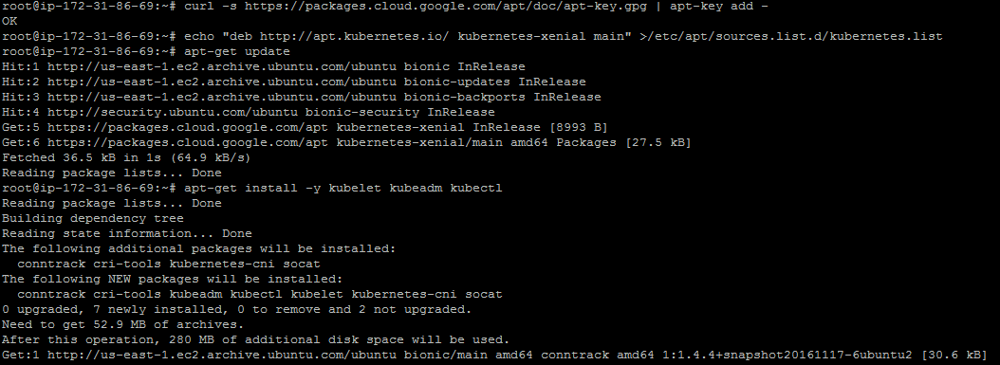 root@ip-172-31-86-69:~# curl -s https://packages.cloud.google.com/apt/doc/apt-key.gpg | apt-key add -
OK
root@ip-172-31-86-69:~# echo "deb http://apt.kubernetes.io/ kubernetes-xenial main" >/etc/apt/sources.list.d/kubernetes.list
root@ip-172-31-86-69:~# apt-get update
Hit:1 http://us-east-1.ec2.archive.ubuntu.com/ubuntu bionic InRelease
Hit:2 http://us-east-1.ec2.archive.ubuntu.com/ubuntu bionic-updates InRelease
Hit:3 http://us-east-1.ec2.archive.ubuntu.com/ubuntu bionic-backports InRelease
Hit:4 http://security.ubuntu.com/ubuntu bionic-security InRelease
Get:5 https://packages.cloud.google.com/apt kubernetes-xenial InRelease [8993 B]
Get:6 https://packages.cloud.google.com/apt kubernetes-xenial/main amd64 Packages [27.5 kB]
Fetched 36.5 kB in 1s (64.9 kB/s)
Reading package lists... Done
root@ip-172-31-86-69:~# apt-get install -y kubelet kubeadm kubectl
Reading package lists... Done
Building dependency tree
Reading state information... Done
The following additional packages will be installed:
  conntrack cri-tools kubernetes-cni socat
The following NEW packages will be installed:
  conntrack cri-tools kubeadm kubectl kubelet kubernetes-cni socat
0 upgraded, 7 newly installed, 0 to remove and 2 not upgraded.
Need to get 52.9 MB of archives.
After this operation, 280 MB of additional disk space will be used.
Get:1 http://us-east-1.ec2.archive.ubuntu.com/ubuntu bionic/main amd64 conntrack amd64 1:1.4.4+snapshot20161117-6ubuntu2 [30.6 kB]